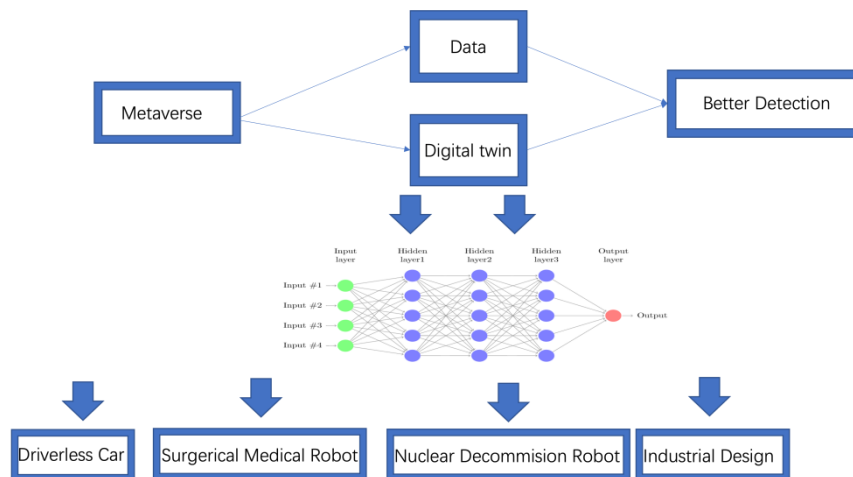 Data
Metaverse
Better Detection
Digital twin
Input layer
Hidden layer1
Hidden layer2
Hidden layer3
Output layer
Input #1
Input #2
Input #3
Input #4
Output
Driverless Car
Surgerical Medical Robot
Nuclear Decommision Robot
Industrial Design